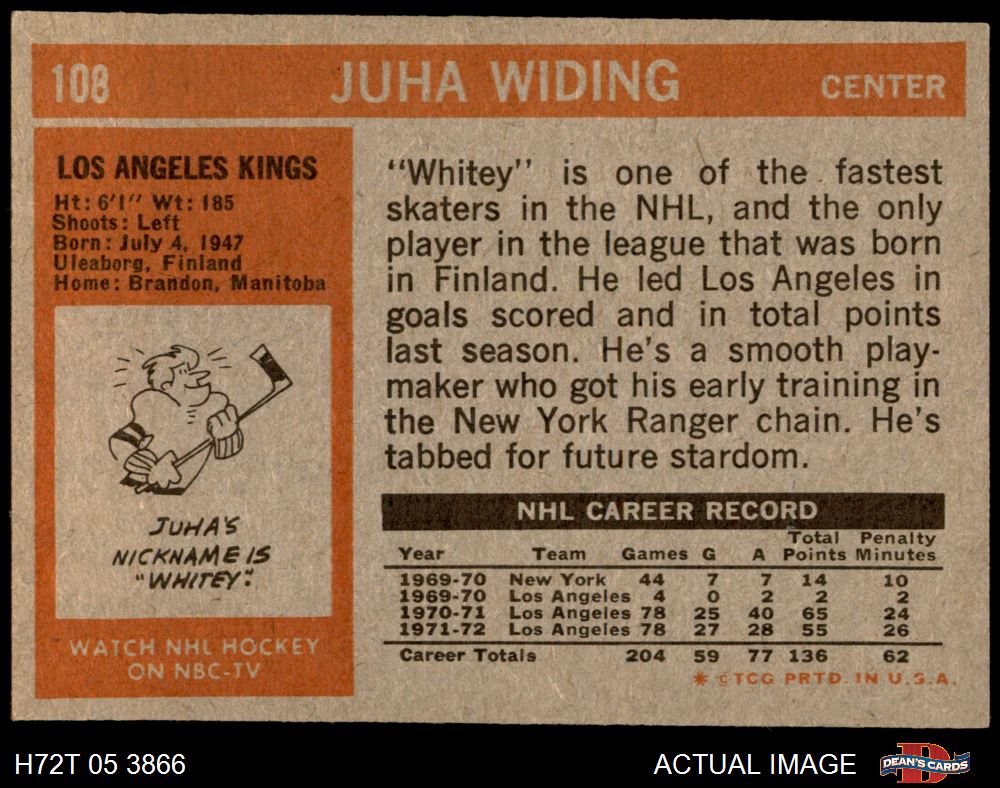 108 JUHA WIDING CENTER
LOS ANGELES KINGS
Ht: 6'1" Wt: 185
Shoots: Left
Born: July 4, 1947
Uleaborg, Finland
Home: Brandon, Manitoba
JUHA'S
NICKNAME IS
"WHITEY".
WATCH NHL HOCKEY
ON NBC-TV
"Whitey" is one of the fastest
skaters in the NHL, and the only
player in the league that was born
in Finland. He led Los Angeles in
goals scored and in total points
last season. He's a smooth play-
maker who got his early training in
the New York Ranger chain. He's
tabbed for future stardom.
NHL CAREER RECORD
Year Team Games G A Total Points Penalty Minutes
1969-70 New York 44 7 7 14 10
1969-70 Los Angeles 4 0 2 2 2
1970-71 Los Angeles 78 25 40 65 24
1971-72 Los Angeles 78 27 28 55 26
Career Totals 204 59 77 136 62
* © TCG PRTD. IN U.S.A.
H72T 05 3866 ACTUAL IMAGE D DEAN'S CARDS